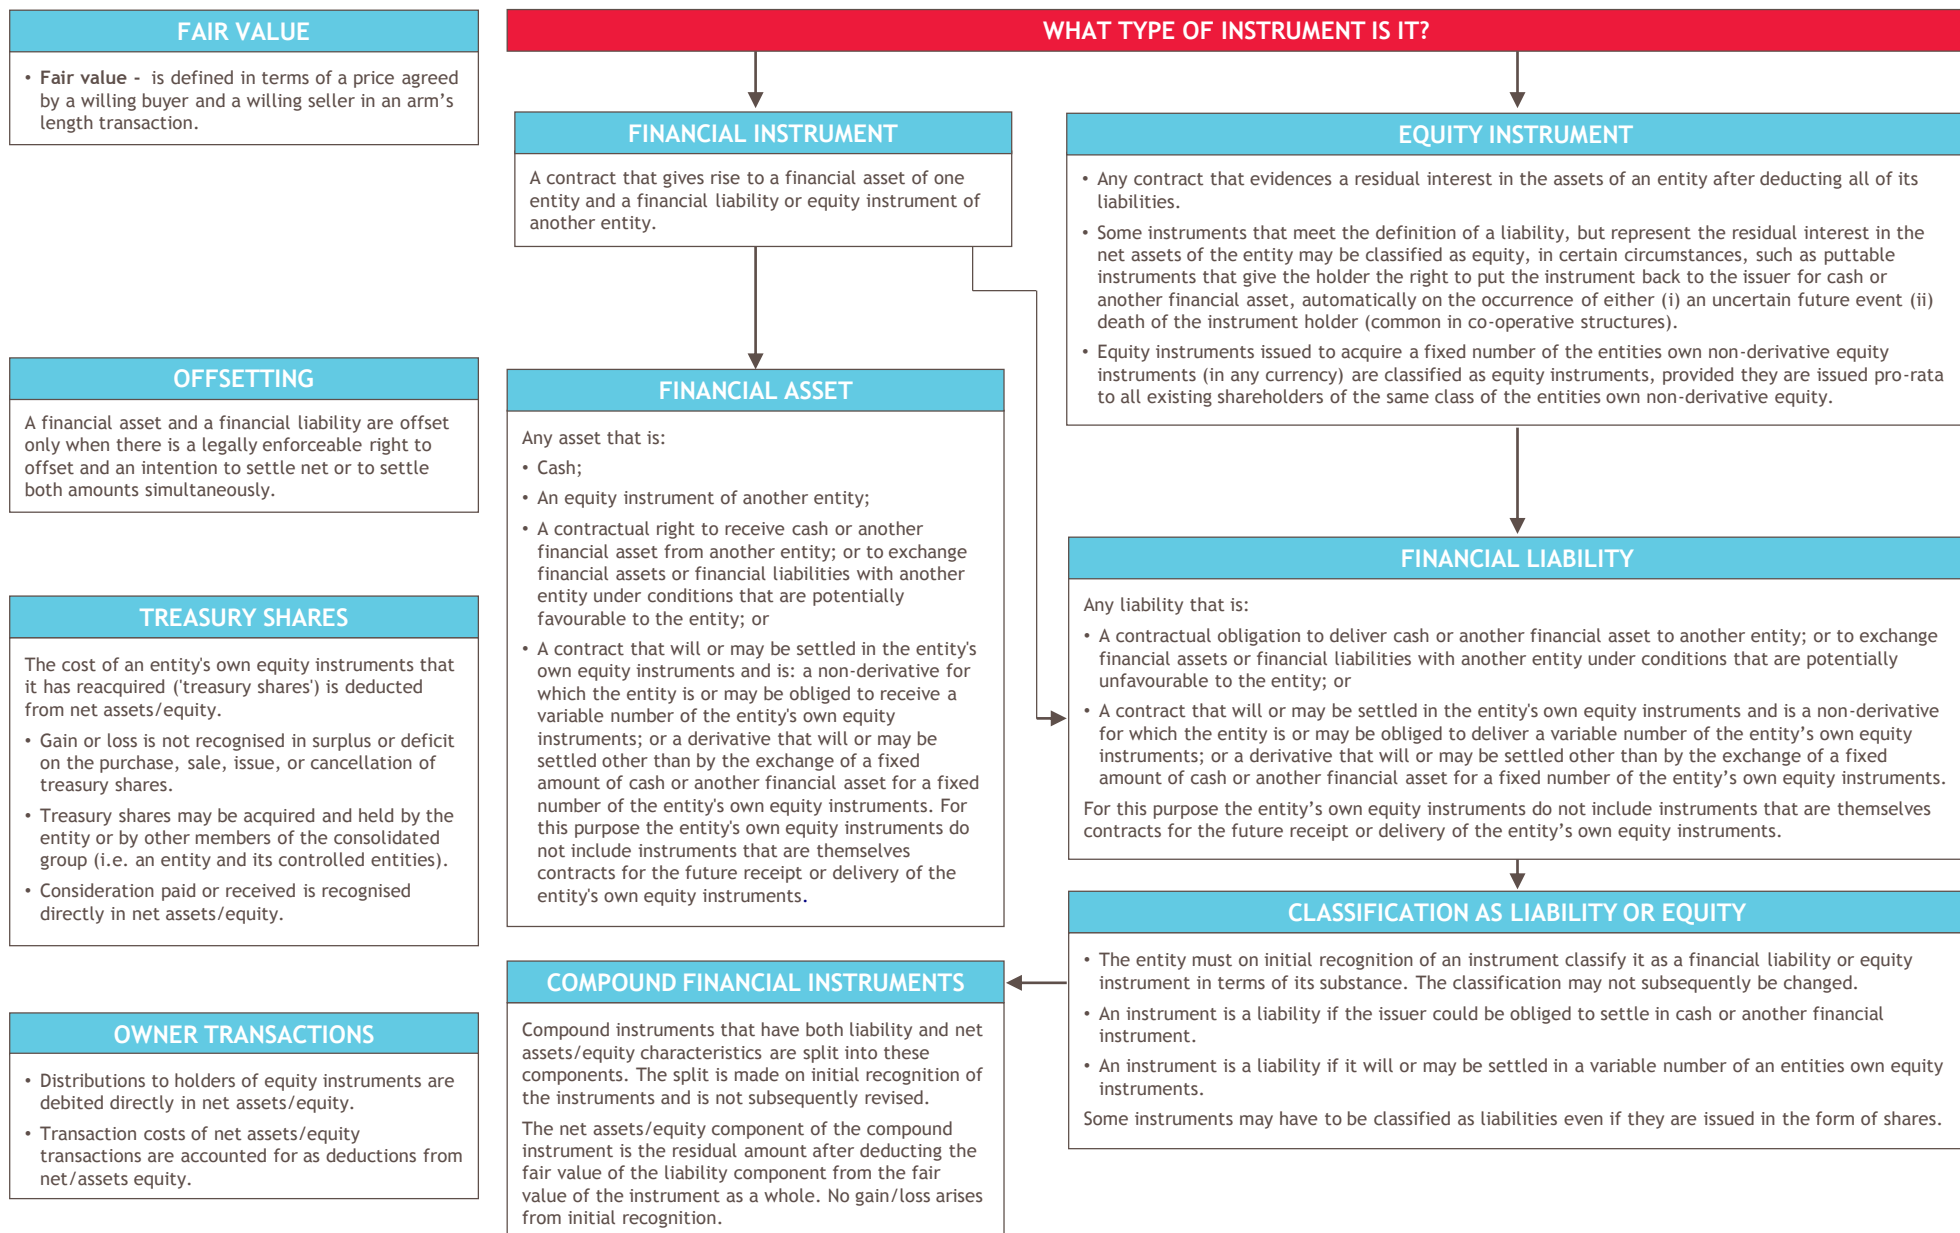 FAIR VALUE
• Fair value - is defined in terms of a price agreed
by a willing buyer and a willing seller in an arm's
length transaction.
OFFSETTING
A financial asset and a financial liability are offset
only when there is a legally enforceable right to
offset and an intention to settle net or to settle
both amounts simultaneously.
TREASURY SHARES
The cost of an entity's own equity instruments that
it has reacquired ('treasury shares') is deducted
from net assets/equity.
• Gain or loss is not recognised in surplus or deficit
on the purchase, sale, issue, or cancellation of
treasury shares.
• Treasury shares may be acquired and held by the
entity or by other members of the consolidated
group (i.e. an entity and its controlled entities).
• Consideration paid or received is recognised
directly in net assets/equity.
OWNER TRANSACTIONS
• Distributions to holders of equity instruments are
debited directly in net assets/equity.
• Transaction costs of net assets/equity
transactions are accounted for as deductions from
net/assets equity.
WHAT TYPE OF INSTRUMENT IS IT?
FINANCIAL INSTRUMENT
A contract that gives rise to a financial asset of one
entity and a financial liability or equity instrument of
another entity.
FINANCIAL ASSET
Any asset that is:
• Cash;
• An equity instrument of another entity;
• A contractual right to receive cash or another
financial asset from another entity; or to exchange
financial assets or financial liabilities with another
entity under conditions that are potentially
favourable to the entity; or
• A contract that will or may be settled in the entity's
own equity instruments and is: a non-derivative for
which the entity is or may be obliged to receive a
variable number of the entity's own equity
instruments; or a derivative that will or may be
settled other than by the exchange of a fixed
amount of cash or another financial asset for a fixed
number of the entity's own equity instruments. For
this purpose the entity's own equity instruments do
not include instruments that are themselves
contracts for the future receipt or delivery of the
entity's own equity instruments.
COMPOUND FINANCIAL INSTRUMENTS
Compound instruments that have both liability and net
assets/equity characteristics are split into these
components. The split is made on initial recognition of
the instruments and is not subsequently revised.
The net assets/equity component of the compound
instrument is the residual amount after deducting the
fair value of the liability component from the fair
value of the instrument as a whole. No gain/loss arises
from initial recognition.
EQUITY INSTRUMENT
• Any contract that evidences a residual interest in the assets of an entity after deducting all of its
liabilities.
• Some instruments that meet the definition of a liability, but represent the residual interest in the
net assets of the entity may be classified as equity, in certain circumstances, such as puttable
instruments that give the holder the right to put the instrument back to the issuer for cash or
another financial asset, automatically on the occurrence of either (i) an uncertain future event (ii)
death of the instrument holder (common in co-operative structures).
• Equity instruments issued to acquire a fixed number of the entities own non-derivative equity
instruments (in any currency) are classified as equity instruments, provided they are issued pro-rata
to all existing shareholders of the same class of the entities own non-derivative equity.
FINANCIAL LIABILITY
Any liability that is:
• A contractual obligation to deliver cash or another financial asset to another entity; or to exchange
financial assets or financial liabilities with another entity under conditions that are potentially
unfavourable to the entity; or
• A contract that will or may be settled in the entity's own equity instruments and is a non-derivative
for which the entity is or may be obliged to deliver a variable number of the entity's own equity
instruments; or a derivative that will or may be settled other than by the exchange of a fixed
amount of cash or another financial asset for a fixed number of the entity's own equity instruments.
For this purpose the entity's own equity instruments do not include instruments that are themselves
contracts for the future receipt or delivery of the entity's own equity instruments.
CLASSIFICATION AS LIABILITY OR EQUITY
• The entity must on initial recognition of an instrument classify it as a financial liability or equity
instrument in terms of its substance. The classification may not subsequently be changed.
• An instrument is a liability if the issuer could be obliged to settle in cash or another financial
instrument.
• An instrument is a liability if it will or may be settled in a variable number of an entities own equity
instruments.
Some instruments may have to be classified as liabilities even if they are issued in the form of shares.